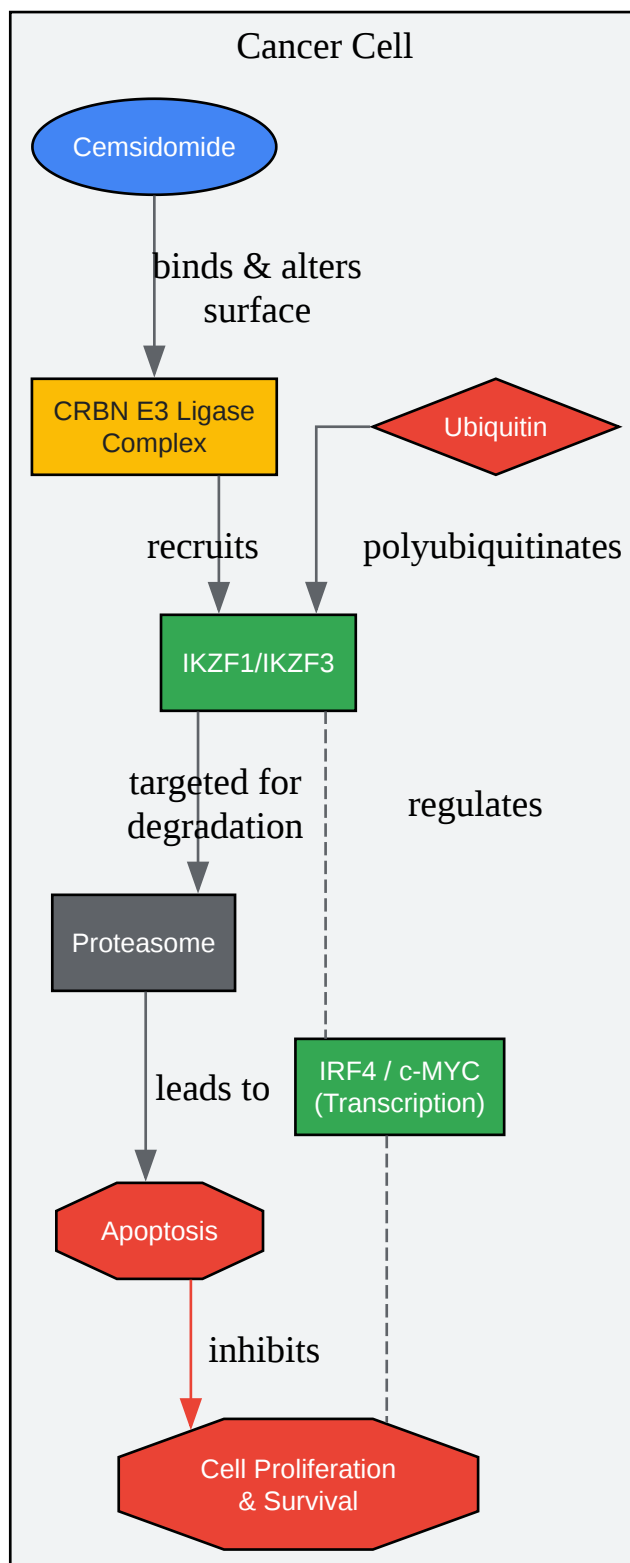 Cancer Cell
Cemsidomide
binds & alters
surface
CRBN E3 Ligase
Complex
Ubiquitin
recruits
polyubiquitinates
IKZF1/IKZF3
targeted for
degradation
regulates
Proteasome
IRF4 / c-MYC
(Transcription)
leads to
Apoptosis
inhibits
Cell Proliferation
& Survival